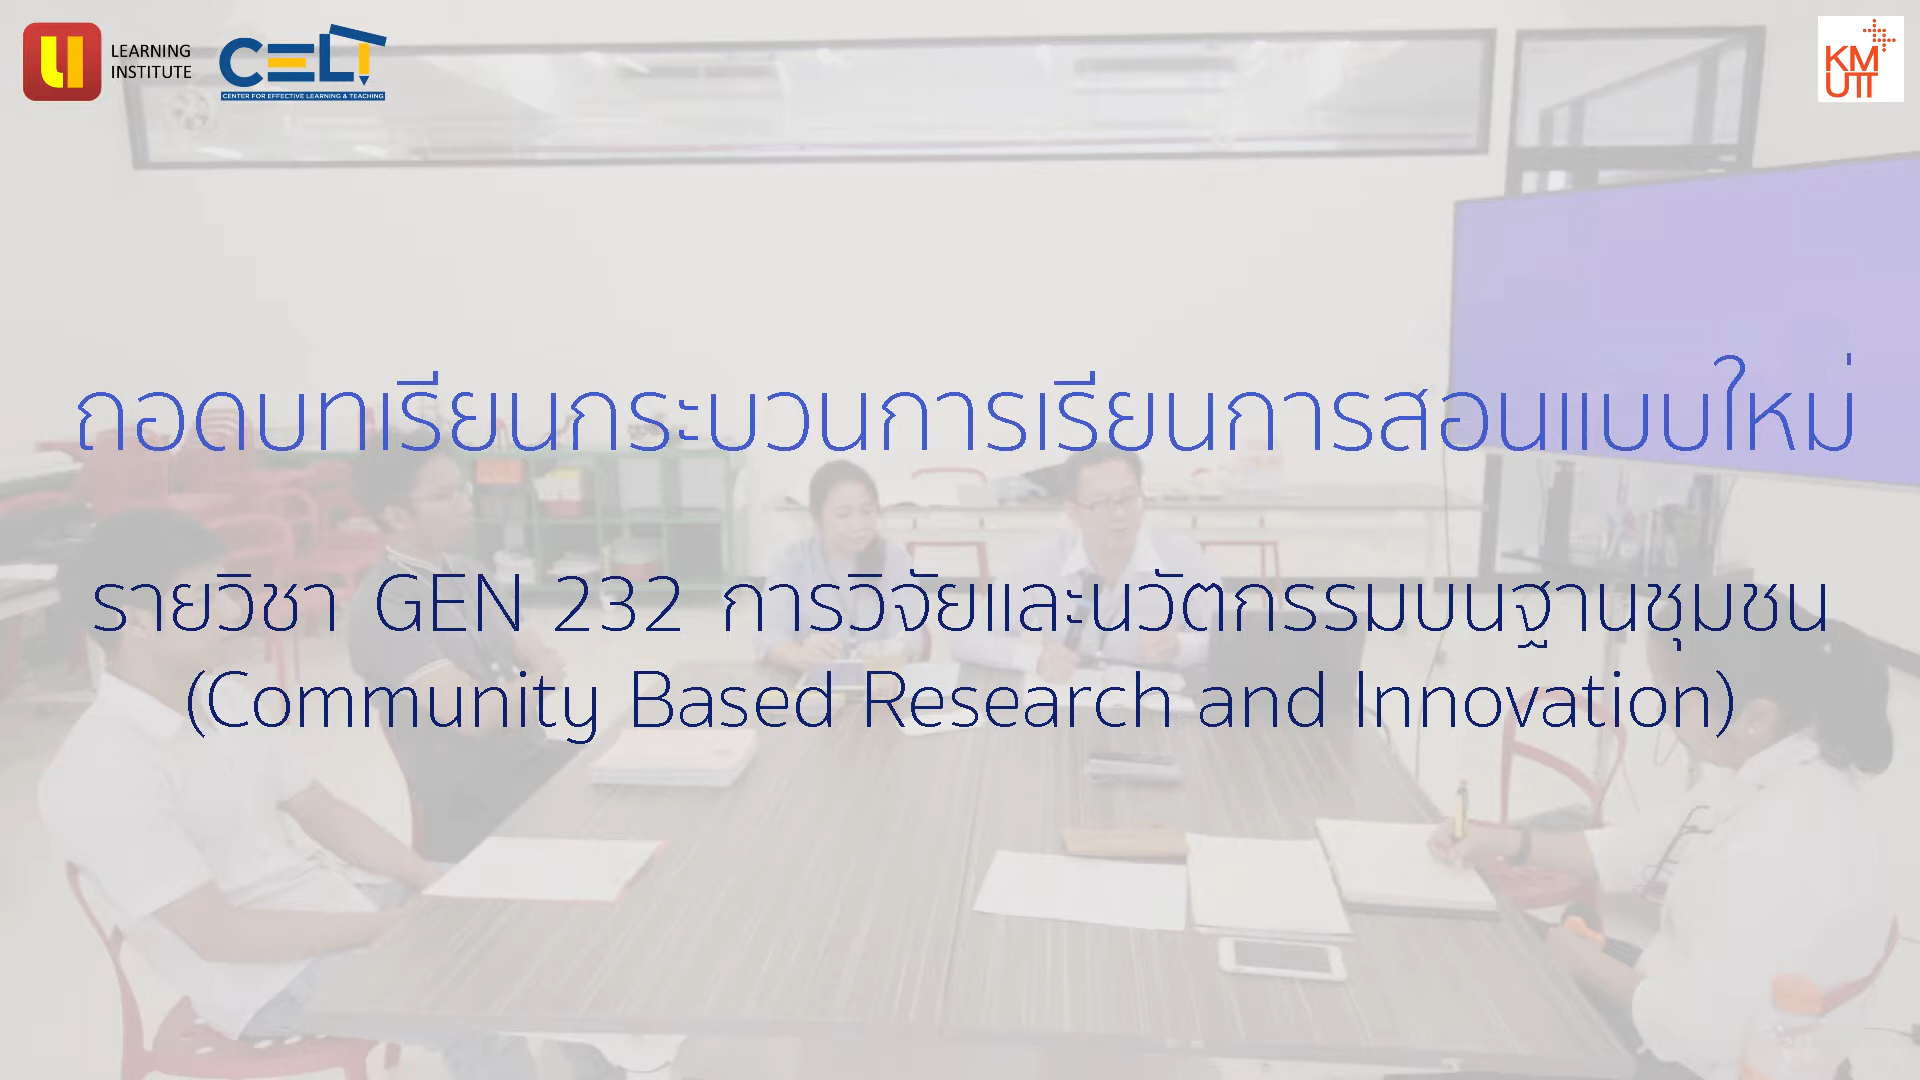 LEARNING
INSTITUTE
CELT
CENTER FOR EFFECTIVE LEARNING & TEACHING
KM
UTT
ถอดบทเรียนกระบวนการเรียนการสอนแบบใหม่
รายวิชา GEN 232 การวิจัยและนวัตกรรมบนฐานชุมชน
(Community Based Research and Innovation)